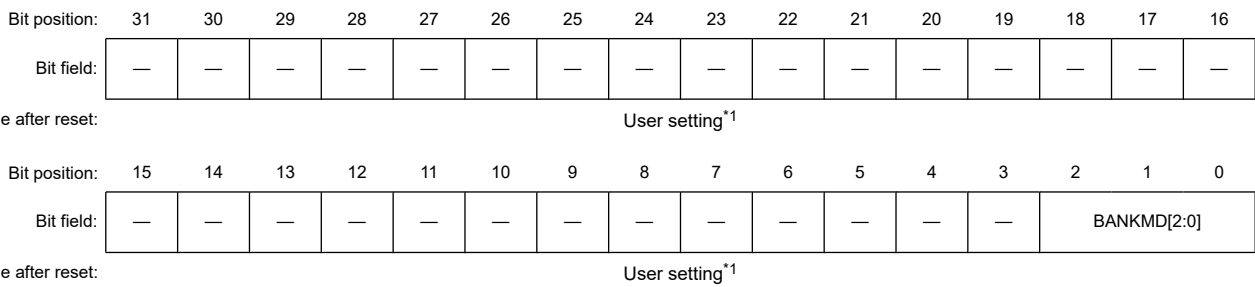 Bit position: 31 30 29 28 27 26 25 24 23 22 21 20 19 18 17 16
Bit field: — — — — — — — — — — — — — — — —
e after reset: User setting*1
Bit position: 15 14 13 12 11 10 9 8 7 6 5 4 3 2 1 0
Bit field: — — — — — — — — — — — — — BANKMD[2:0]
e after reset: User setting*1